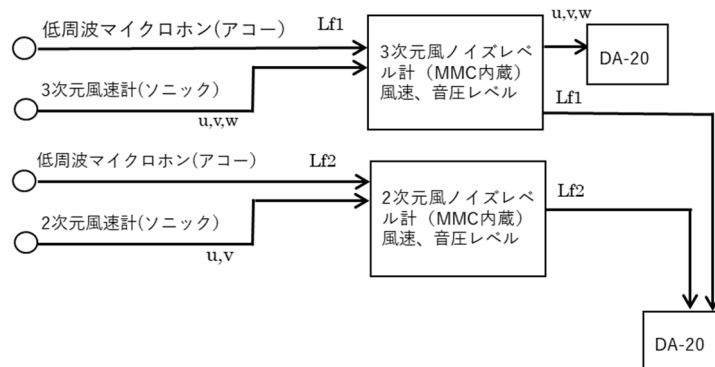 低周波マイクロホン(アコー)
Lf1
3次元風速計(ソニック)
u,v,w
3次元風ノイズレベ
ル計（MMC内蔵）
風速、音圧レベル
u,v,w
DA-20
Lf1
低周波マイクロホン(アコー)
Lf2
2次元風速計(ソニック)
u,v
2次元風ノイズレベ
ル計（MMC内蔵）
風速、音圧レベル
Lf2
DA-20